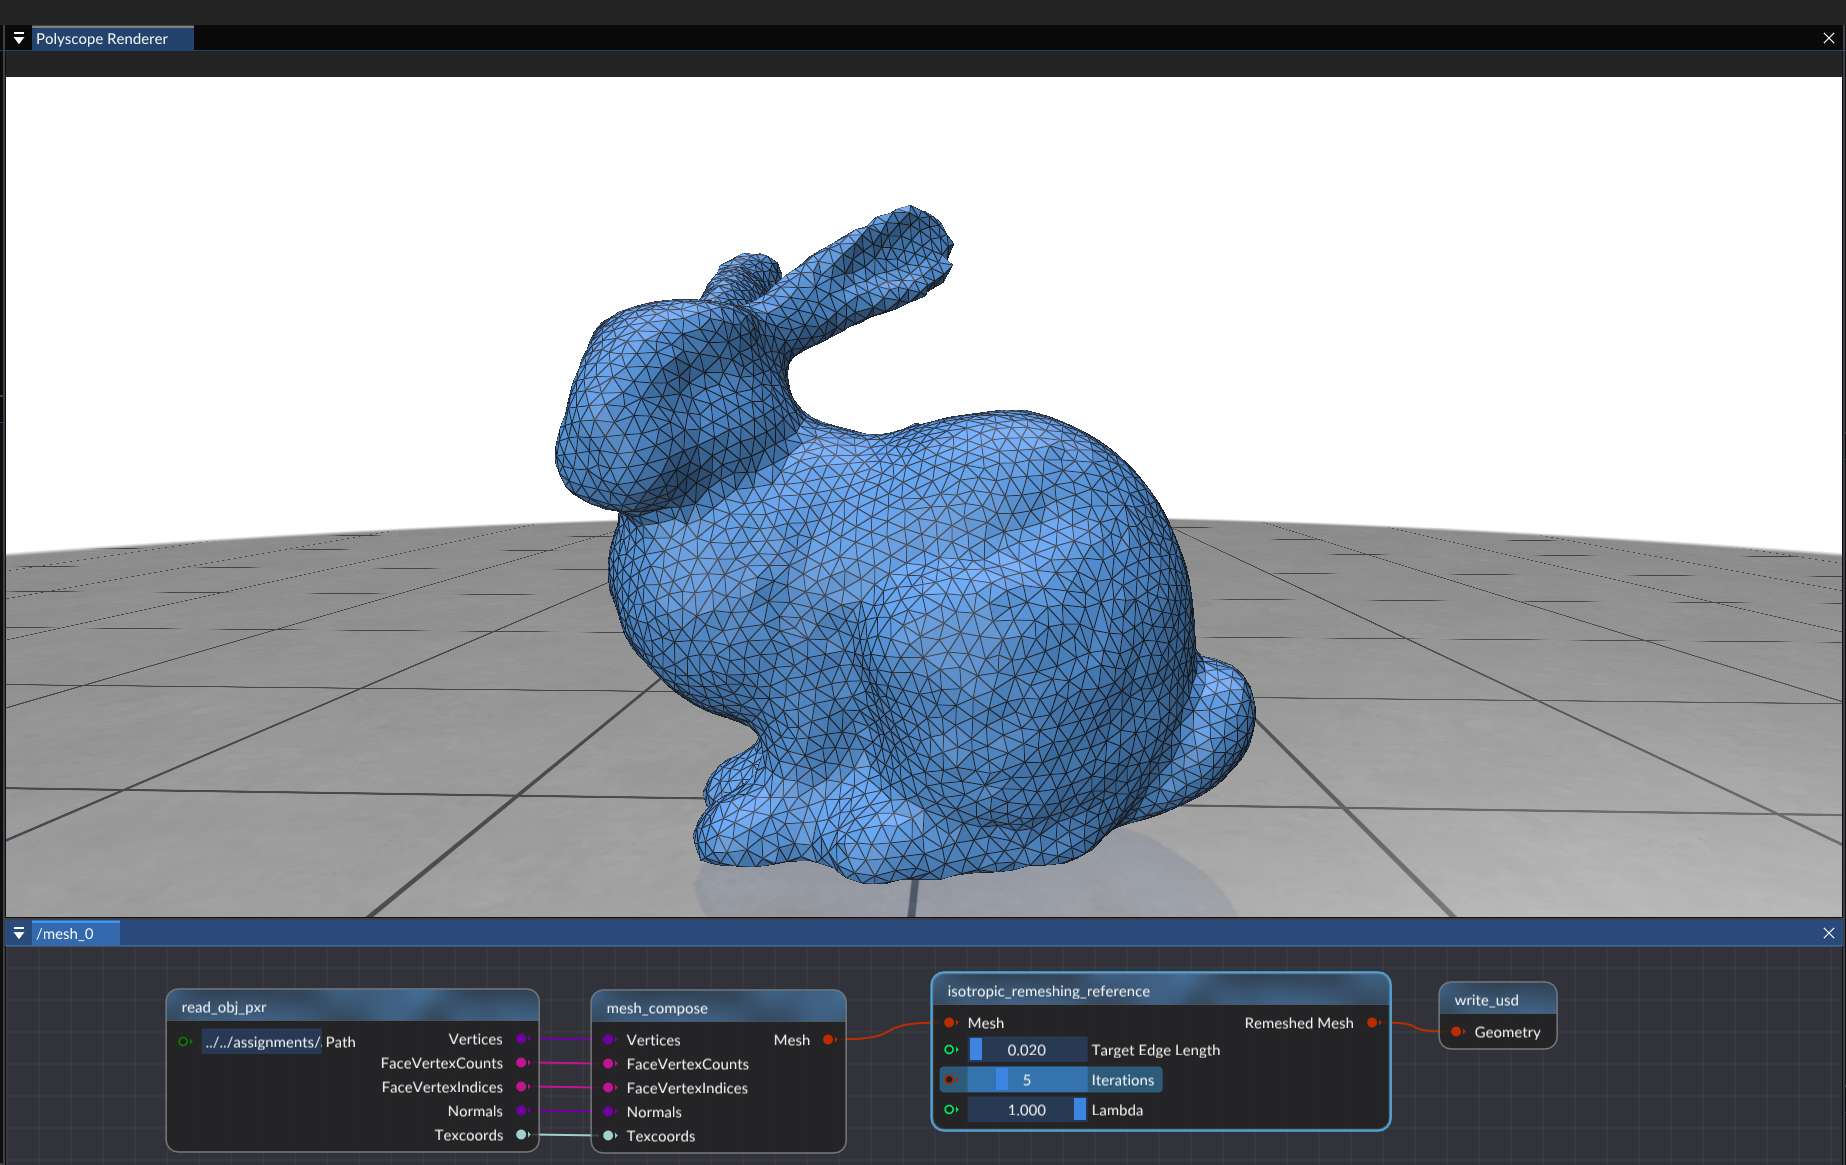 Polyscope Renderer
/mesh_0
read_obj_pxr
../../assignments/. Path
Vertices
FaceVertexCounts
FaceVertexIndices
Normals
Texcoords
mesh_compose
Vertices Mesh
FaceVertexCounts
FaceVertexIndices
Normals
Texcoords
isotropic_remeshing_reference
Mesh Remeshed Mesh
0.020 Target Edge Length
5 Iterations
1.000 Lambda
write_usd
Geometry